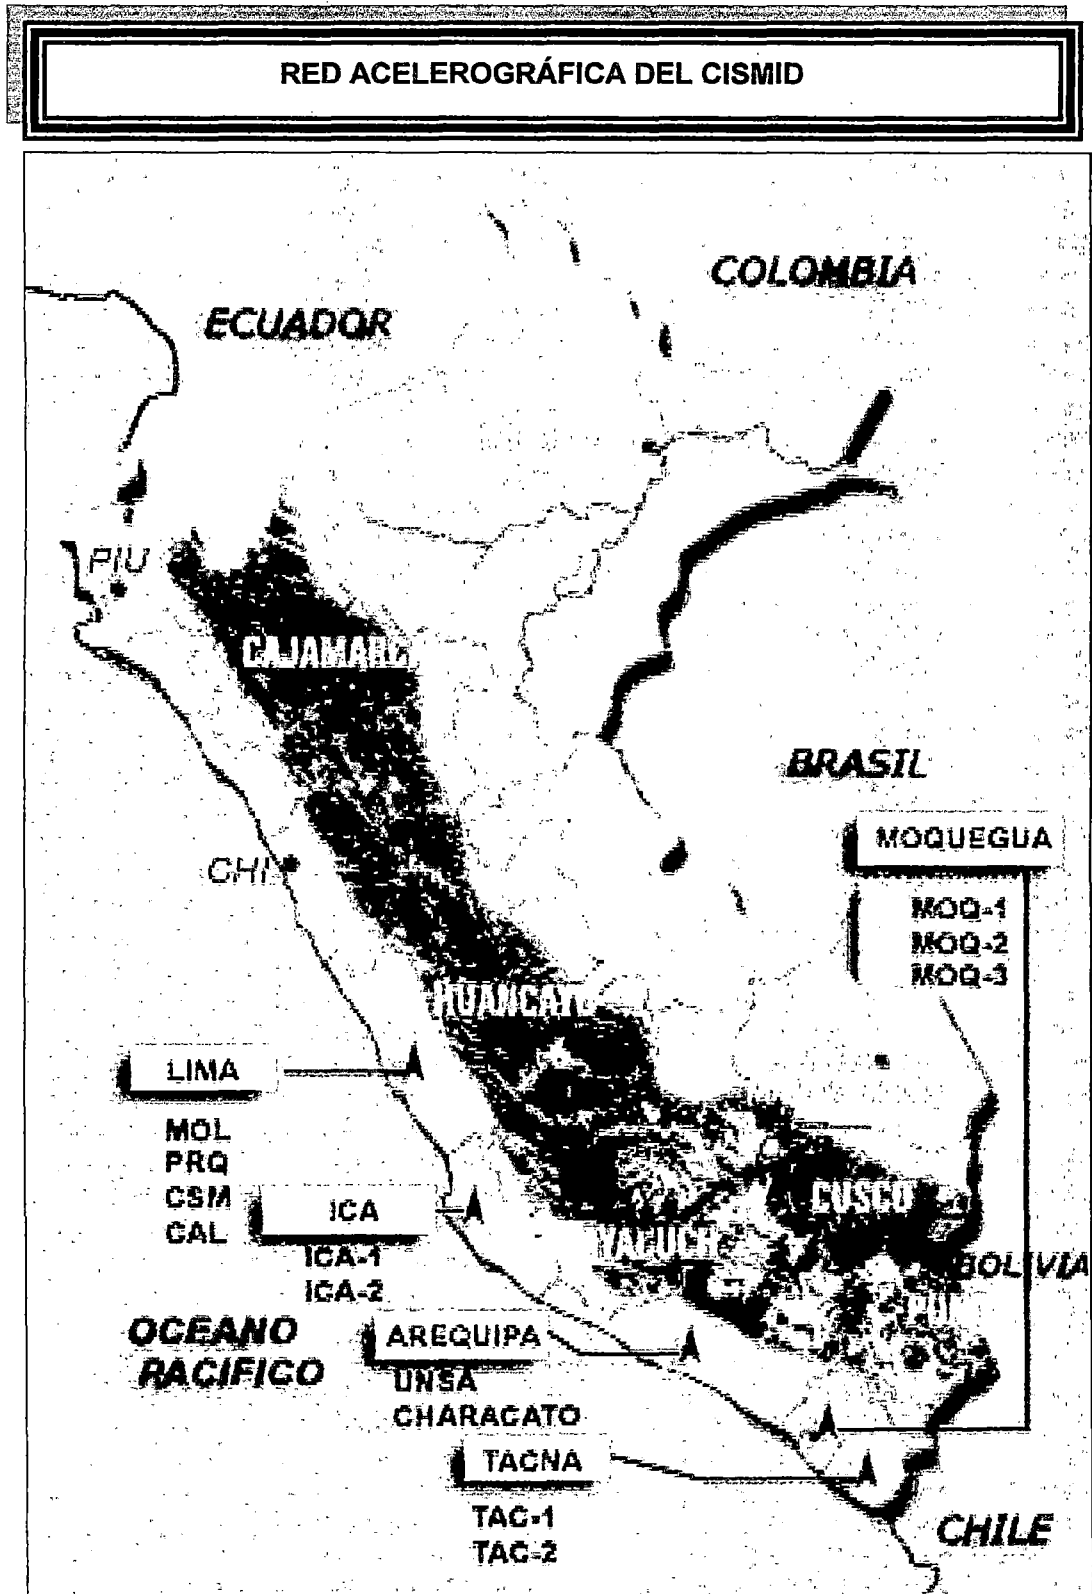 RED ACELEROGRÁFICA DEL CISMID
COLOMBIA
ECUADOR
PIU
CAJAMARC
BRASIL
MOQUEGUA
CHI
MOQ-1
MOQ-2
MOQ-3
HUANCAYO
LIMA
MOL
PRQ
CSM
CAL
CUSCO
ICA
ICA-1
ICA-2
YACUCH
BOLIVIA
OCEANO
PACIFICO
AREQUIPA
UNSA
CHARACATO
TACNA
TAC-1
TAC-2
CHILE